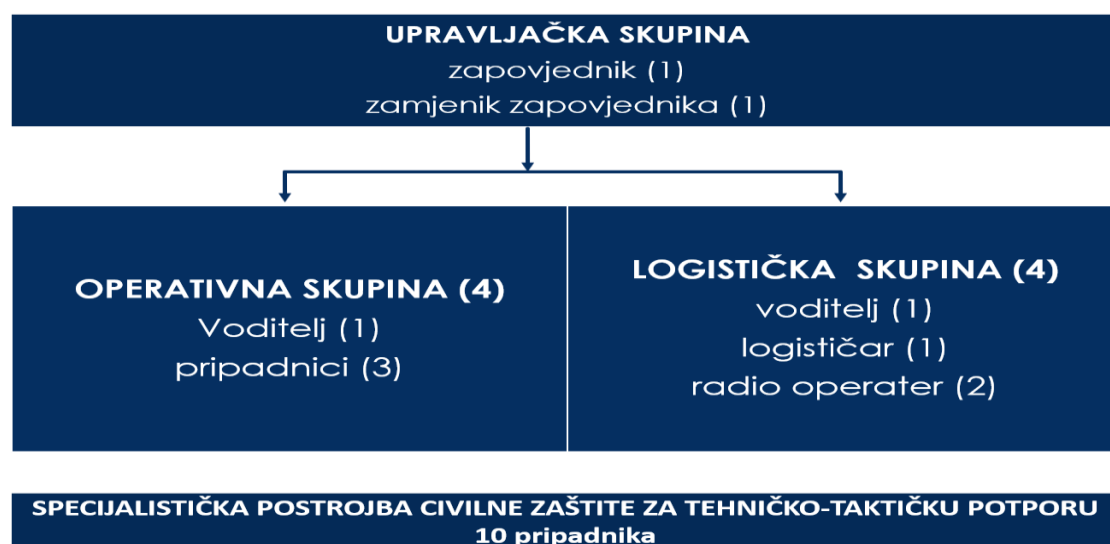 UPRAVLJAČKA SKUPINA
zapovjednik (1)
zamjenik zapovjednika (1)
OPERATIVNA SKUPINA (4)
Voditelj (1)
pripadnici (3)
LOGISTIČKA SKUPINA (4)
voditelj (1)
logističar (1)
radio operater (2)
SPECIJALISTIČKA POSTROJBA CIVILNE ZAŠTITE ZA TEHNIČKO-TAKTIČKU POTPORU
10 pripadnika